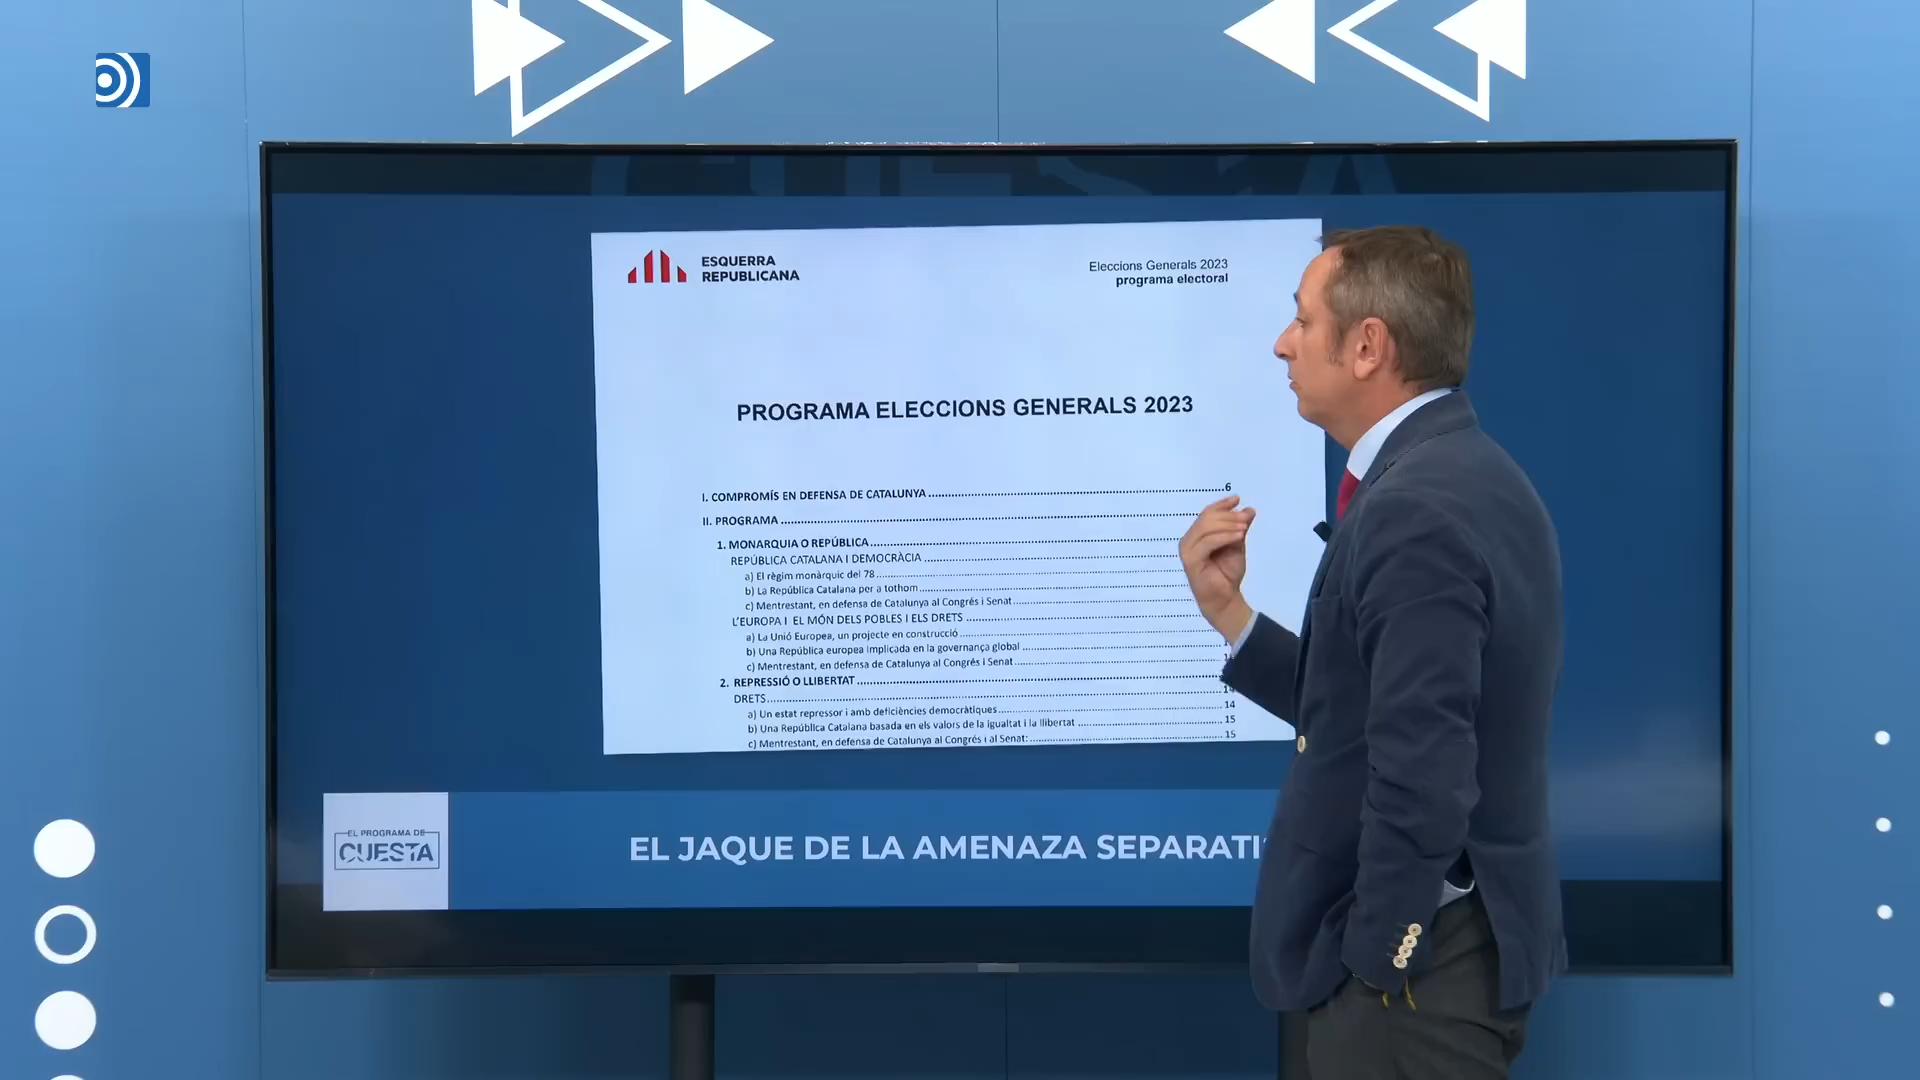 ESQUERRA
REPUBLICANA
Eleccions Generals 2023
programa electoral
PROGRAMA ELECCIONS GENERALS 2023
I. COMPROMÍS EN DEFENSA DE CATALUNYA ........ 6
II. PROGRAMA ........
1. MONARQUIA O REPÚBLICA ........
REPÚBLICA CATALANA I DEMOCRÀCIA ........
a) El règim monàrquic del 78 ........
b) La República Catalana per a tothom ........
c) Mentrestant, en defensa de Catalunya al Congrés i Senat ........
L'EUROPA I EL MÓN DELS POBLES I ELS DRETS ........
a) La Unió Europea, un projecte en construcció ........
b) Una República europea implicada en la governança global ........
c) Mentrestant, en defensa de Catalunya al Congrés i Senat ........
2. REPRESSIÓ O LLIBERTAT ........
DRETS ........ 14
a) Un estat repressor i amb deficiències democràtiques ........ 14
b) Una República Catalana basada en els valors de la igualtat i la llibertat ........ 15
c) Mentrestant, en defensa de Catalunya al Congrés i al Senat: ........ 15
EL PROGRAMA DE
CUESTA
EL JAQUE DE LA AMENAZA